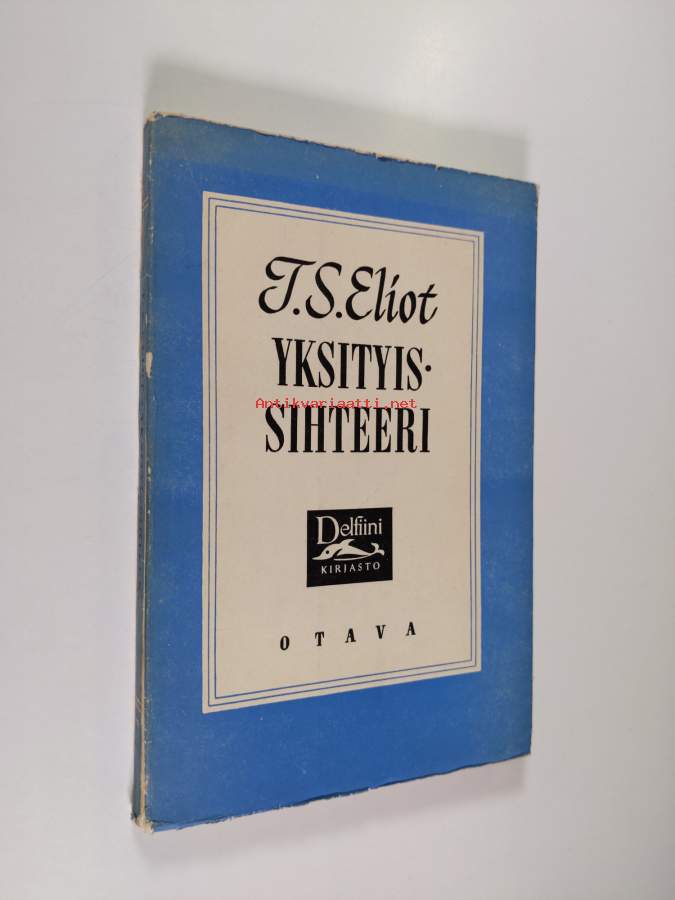 T.S.Eliot
YKSITYIS-
Antikvariaatti.net
SIHTEERI
Delfiini
KIRJASTO
OTAVA